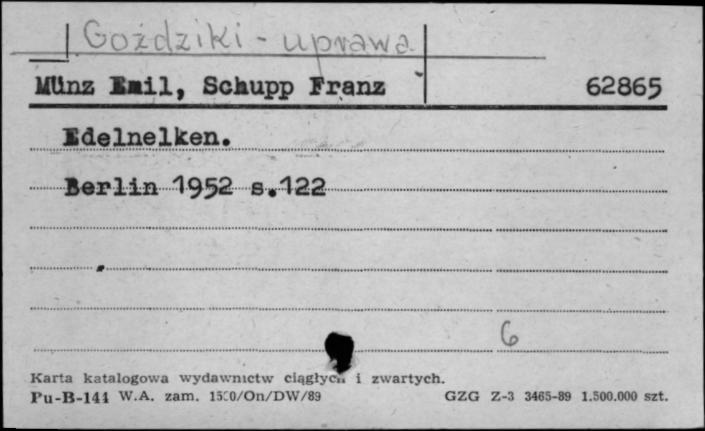 Goździki - uprawa
Münz Emil, Schupp Franz 62865
Edelnelken.
Berlin 1952 s.122
6
Karta katalogowa wydawnictw ciągłych i zwartych.
Pu-B-144 W.A. zam. 1500/On/DW/89 GZG Z-3 3465-89 1.500.000 szt.